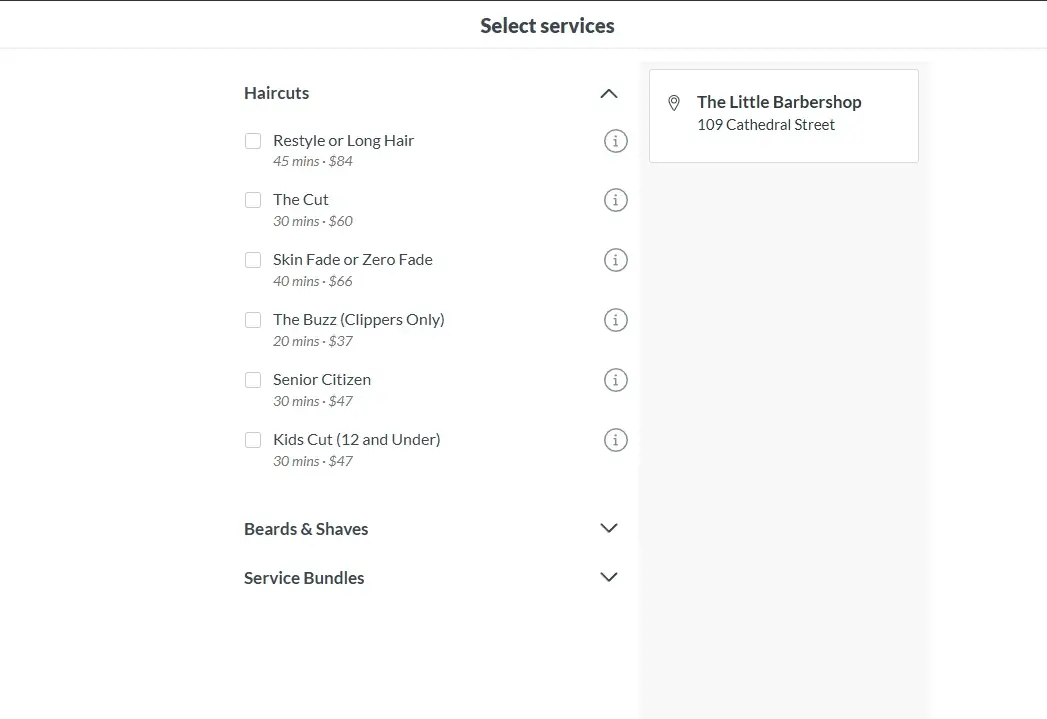 Select services
Haircuts
Restyle or Long Hair
45 mins · $84
The Cut
30 mins · $60
Skin Fade or Zero Fade
40 mins · $66
The Buzz (Clippers Only)
20 mins · $37
Senior Citizen
30 mins · $47
Kids Cut (12 and Under)
30 mins · $47
Beards & Shaves
Service Bundles
The Little Barbershop
109 Cathedral Street